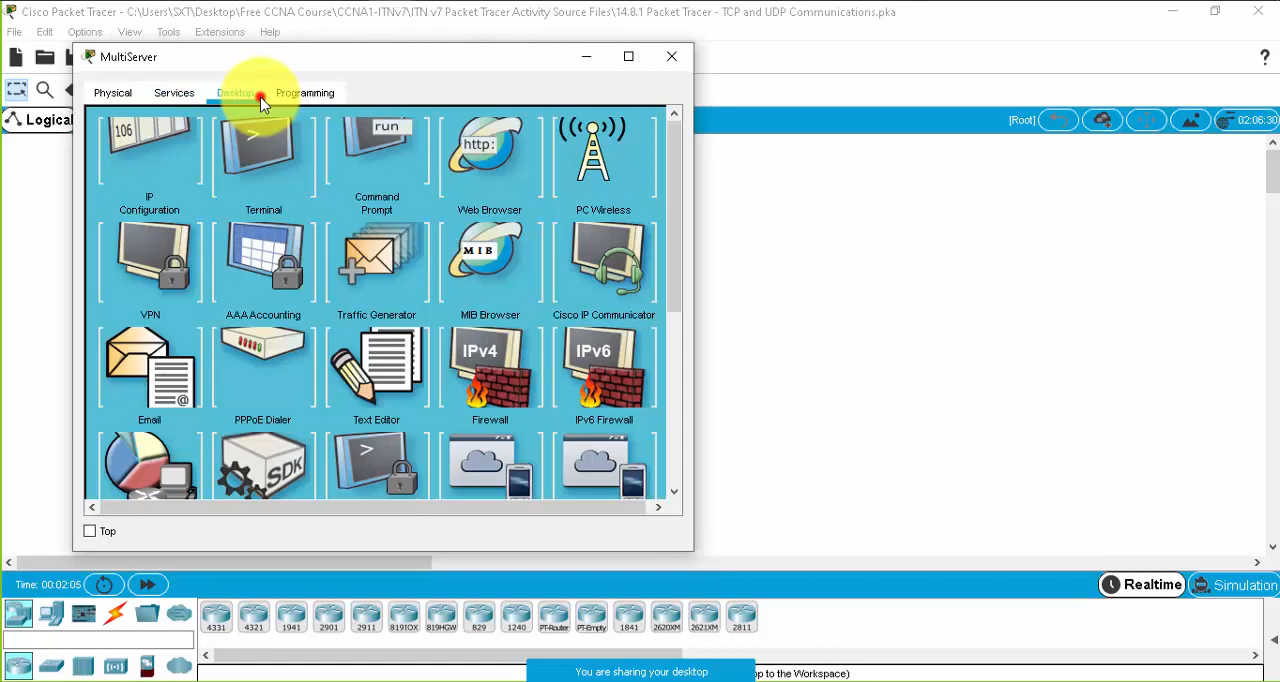 Cisco Packet Tracer - C:\Users\SXT\Desktop\Free CCNA Course\CCNA1-ITNv7\ITN v7 Packet Tracer Activity Source Files\14.8.1 Packet Tracer - TCP and UDP Communications.pka
File Edit Options View Tools Extensions Help
?
MultiServer
Physical Services Desktop Programming
Logical
[Root] 02:06:30
106 > run http:
IP Configuration Terminal Command Prompt Web Browser PC Wireless
MIB
VPN AAA Accounting Traffic Generator MIB Browser Cisco IP Communicator
@ IPv4 IPv6
Email PPPoE Dialer Text Editor Firewall IPv6 Firewall
SDK >
Top
Time: 00:02:05 Realtime Simulation
4331 4321 1941 2901 2911 819IOX 819HGW 829 1240 PT-Router PT-Empty 1841 2620XM 2621XM 2811
You are sharing your desktop
op to the Workspace)